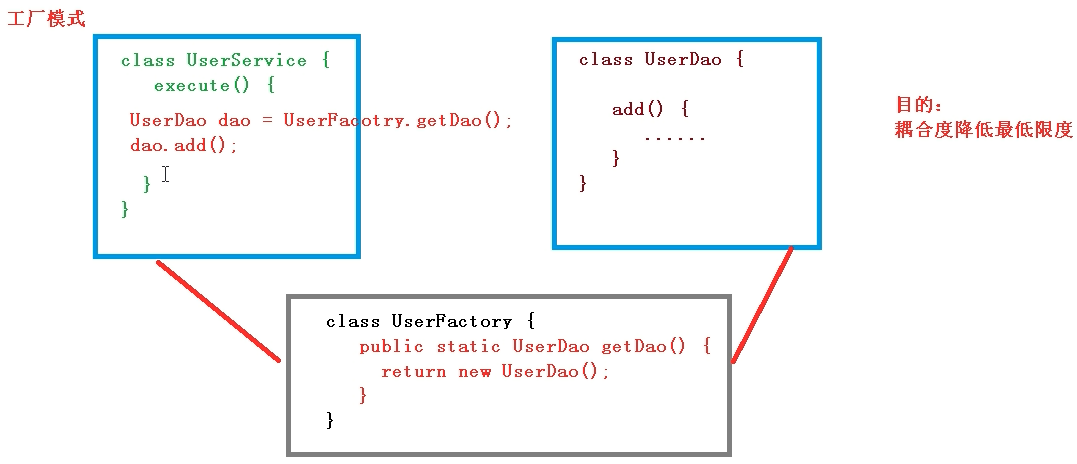 工厂模式
class UserService {
execute() {
UserDao dao = UserFacotry.getDao();
dao.add();
}
}
class UserDao {
add() {
......
}
}
目的：
耦合度降低最低限度
class UserFactory {
public static UserDao getDao() {
return new UserDao();
}
}